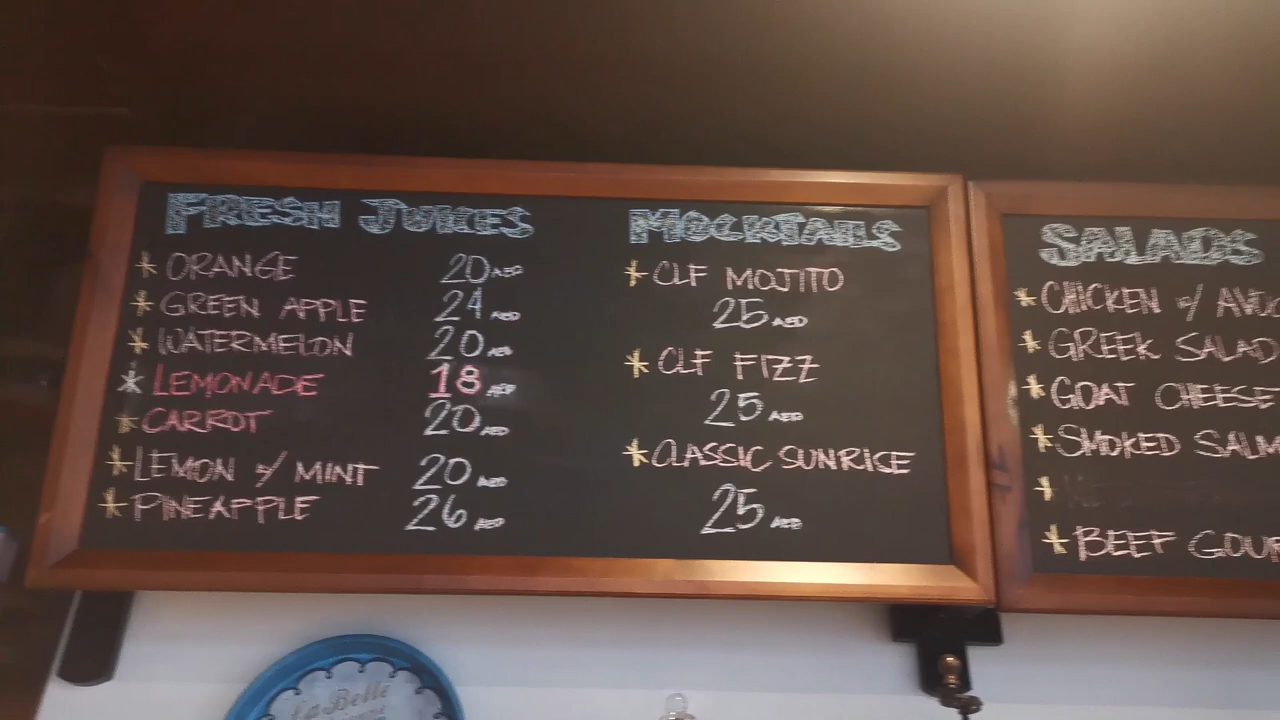 FRESH JUICES
* ORANGE 20 AED
* GREEN APPLE 24 AED
* WATERMELON 20 AED
* LEMONADE 18 AED
* CARROT 20 AED
* LEMON w/ MINT 20 AED
* PINEAPPLE 26 AED
MOCKTAILS
* CLF MOJITO
25 AED
* CLF FIZZ
25 AED
* CLASSIC SUNRISE
25 AED
SALADS
* CHICKEN w/
* GREEK SALAD
* GOAT CHEESE
* SMOKED
*
* BEEF
La Belle